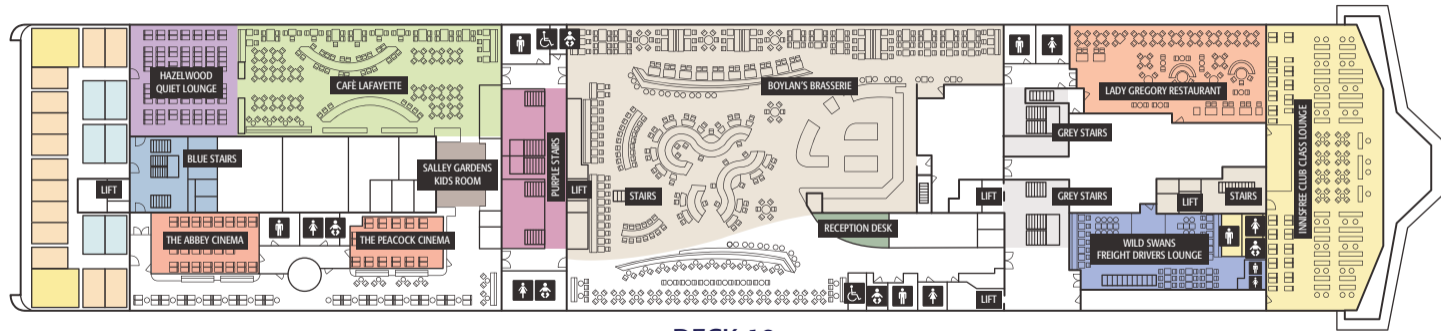 HAZELWOOD
QUIET LOUNGE
CAFÈ LAFAYETTE
BOYLAN'S BRASSERIE
LADY GREGORY RESTAURANT
INNISFREE CLUB CLASS LOUNGE
BLUE STAIRS
SALLEY GARDENS
KIDS ROOM
PURPLE STAIRS
GREY STAIRS
LIFT
LIFT
STAIRS
LIFT
GREY STAIRS
LIFT
STAIRS
THE ABBEY CINEMA
THE PEACOCK CINEMA
RECEPTION DESK
WILD SWANS
FREIGHT DRIVERS LOUNGE
LIFT